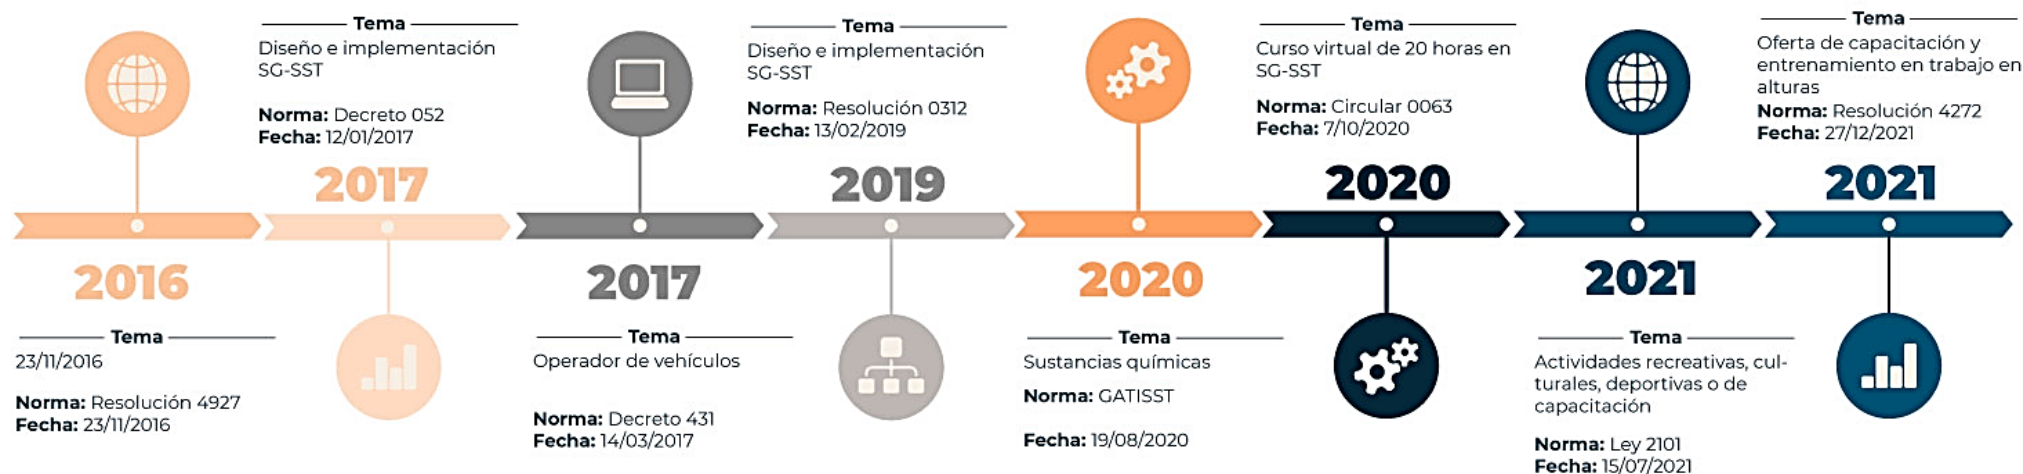 Tema
Diseño e implementación
SG-SST
Norma: Decreto 052
Fecha: 12/01/2017
2017
Tema
Diseño e implementación
SG-SST
Norma: Resolución 0312
Fecha: 13/02/2019
2019
Tema
Curso virtual de 20 horas en
SG-SST
Norma: Circular 0063
Fecha: 7/10/2020
2020
Tema
Oferta de capacitación y
entrenamiento en trabajo en
alturas
Norma: Resolución 4272
Fecha: 27/12/2021
2021
2016
Tema
23/11/2016
Norma: Resolución 4927
Fecha: 23/11/2016
2017
Tema
Operador de vehículos
Norma: Decreto 431
Fecha: 14/03/2017
2020
Tema
Sustancias químicas
Norma: GATISST
Fecha: 19/08/2020
2021
Tema
Actividades recreativas, cul-
turales, deportivas o de
capacitación
Norma: Ley 2101
Fecha: 15/07/2021